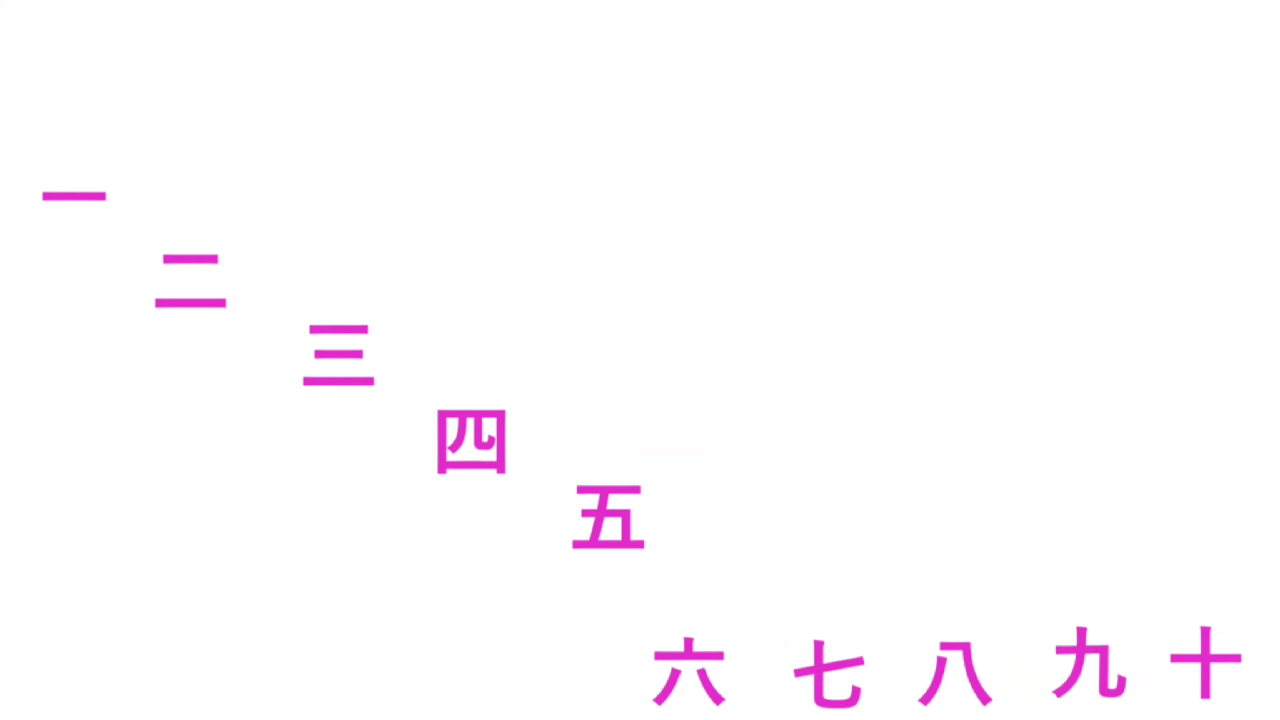 一
二
三
四
五
六 七 八 九 十